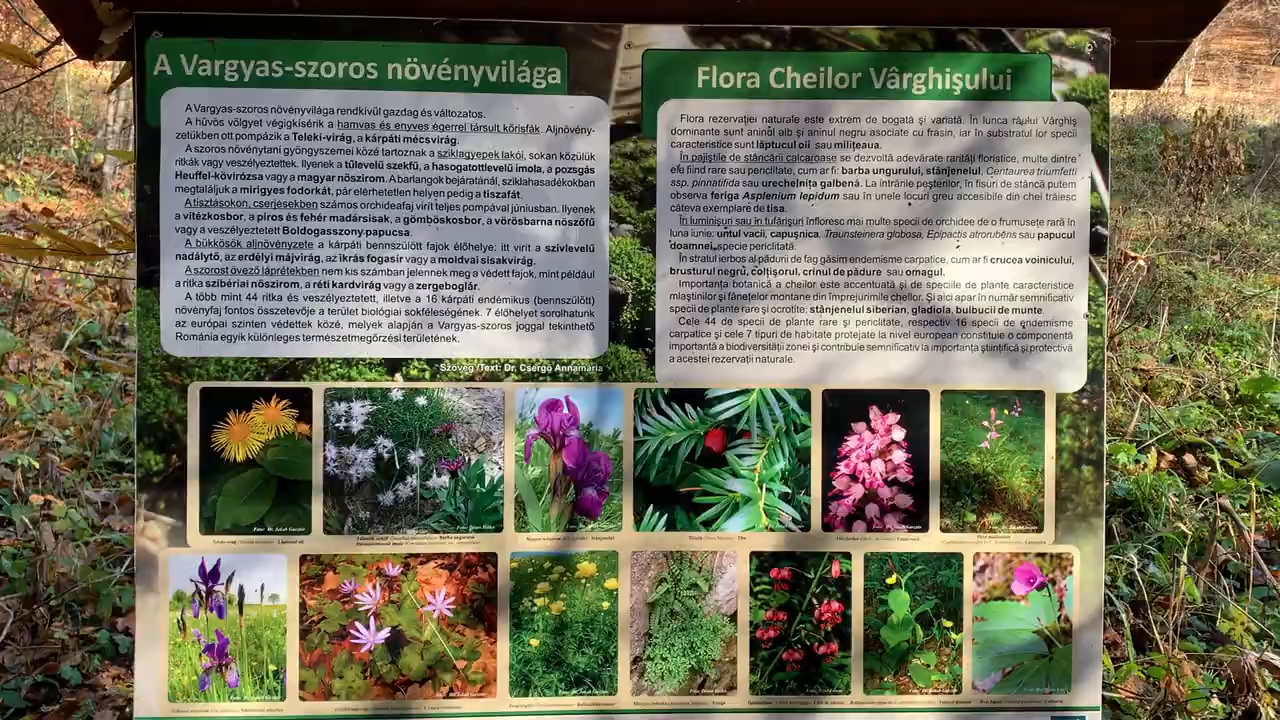 A Vargyas-szoros növényvilága
A Vargyas-szoros növényvilága rendkívül gazdag és változatos.
A hűvös völgyet végigkísérik a hamvas és enyves égerrel társult kőrisfák. Aljnövény-
zetükben ott pompázik a Teleki-virág, a kárpáti mécsvirág.
A szoros növénytani gyöngyszemei közé tartoznak a sziklagyepek lakói, sokan közülük
ritkák vagy veszélyeztettek. Ilyenek a tűlevelű szekfű, a hasogatottlevelű imola, a pozsgás
Heuffel-kövirózsa vagy a magyar nőszirom. A barlangok bejáratánál, sziklahasadékokban
megtaláljuk a mirigyes fodorkát, pár elérhetetlen helyen pedig a tiszafát.
A tisztásokon, cserjésekben számos orchideafaj virít teljes pompával júniusban. Ilyenek
a vitézkosbor, a piros és fehér madársisak, a gömböskosbor, a vörösbarna nőszőfű
vagy a veszélyeztetett Boldogasszony papucsa.
A bükkösök aljnövényzete a kárpáti bennszülött fajok élőhelye: itt virít a szívlevelű
nadálytő, az erdélyi májvirág, az ikrás fogasír vagy a moldvai sisakvirág.
A szorost övező láprétekben nem kis számban jelennek meg a védett fajok, mint például
a ritka szibériai nőszirom, a réti kardvirág vagy a zergeboglár.
A több mint 44 ritka és veszélyeztetett, illetve a 16 kárpáti endémikus (bennszülött)
növényfaj fontos összetevője a terület biológiai sokféleségének. 7 élőhelyet sorolhatunk
az európai szinten védettek közé, melyek alapján a Vargyas-szoros joggal tekinthető
Románia egyik különleges természetmegőrzési területének.
Szöveg /Text: Dr. Csergő Annamária
Flora Cheilor Vârghişului
Flora rezervaţiei naturale este extrem de bogată şi variată. În lunca râului Vârghiş
dominante sunt aninul alb şi aninul negru asociate cu frasin, iar în substratul lor specii
caracteristice sunt lăptucul oii sau milițeaua.
În pajiştile de stâncării calcaroase se dezvoltă adevărate rarităţi floristice, multe dintre
ele fiind rare sau periclitate, cum ar fi: barba ungurului, stânjenelul, Centaurea triumfetti
ssp. pinnatifida sau urechelniţa galbenă. La intrările peşterilor, în fisuri de stâncă putem
observa feriga Asplenium lepidum sau în unele locuri greu accesibile din chei trăiesc
câteva exemplare de tisa.
În luminişuri sau în tufărişuri înfloresc mai multe specii de orchidee de o frumuseţe rară în
luna iunie: untul vacii, capuşnica, Traunsteinera globosa, Epipactis atrorubens sau papucul
doamnei, specie periclitată.
În stratul ierbos al pădurii de fag găsim endemisme carpatice, cum ar fi crucea voinicului,
brusturul negru, colţişorul, crinul de pădure sau omagul.
Importanţa botanică a cheilor este accentuată şi de speciile de plante caracteristice
mlaştinilor şi fâneţelor montane din împrejurimile cheilor. Şi aici apar în număr semnificativ
specii de plante rare şi ocrotite: stânjenelul siberian, gladiola, bulbucii de munte.
Cele 44 de specii de plante rare şi periclitate, respectiv 16 specii de endemisme
carpatice şi cele 7 tipuri de habitate protejate la nivel european constituie o componentă
importantă a biodiversităţii zonei şi contribuie semnificativ la importanţa ştiinţifică şi protectivă
a acestei rezervaţii naturale.